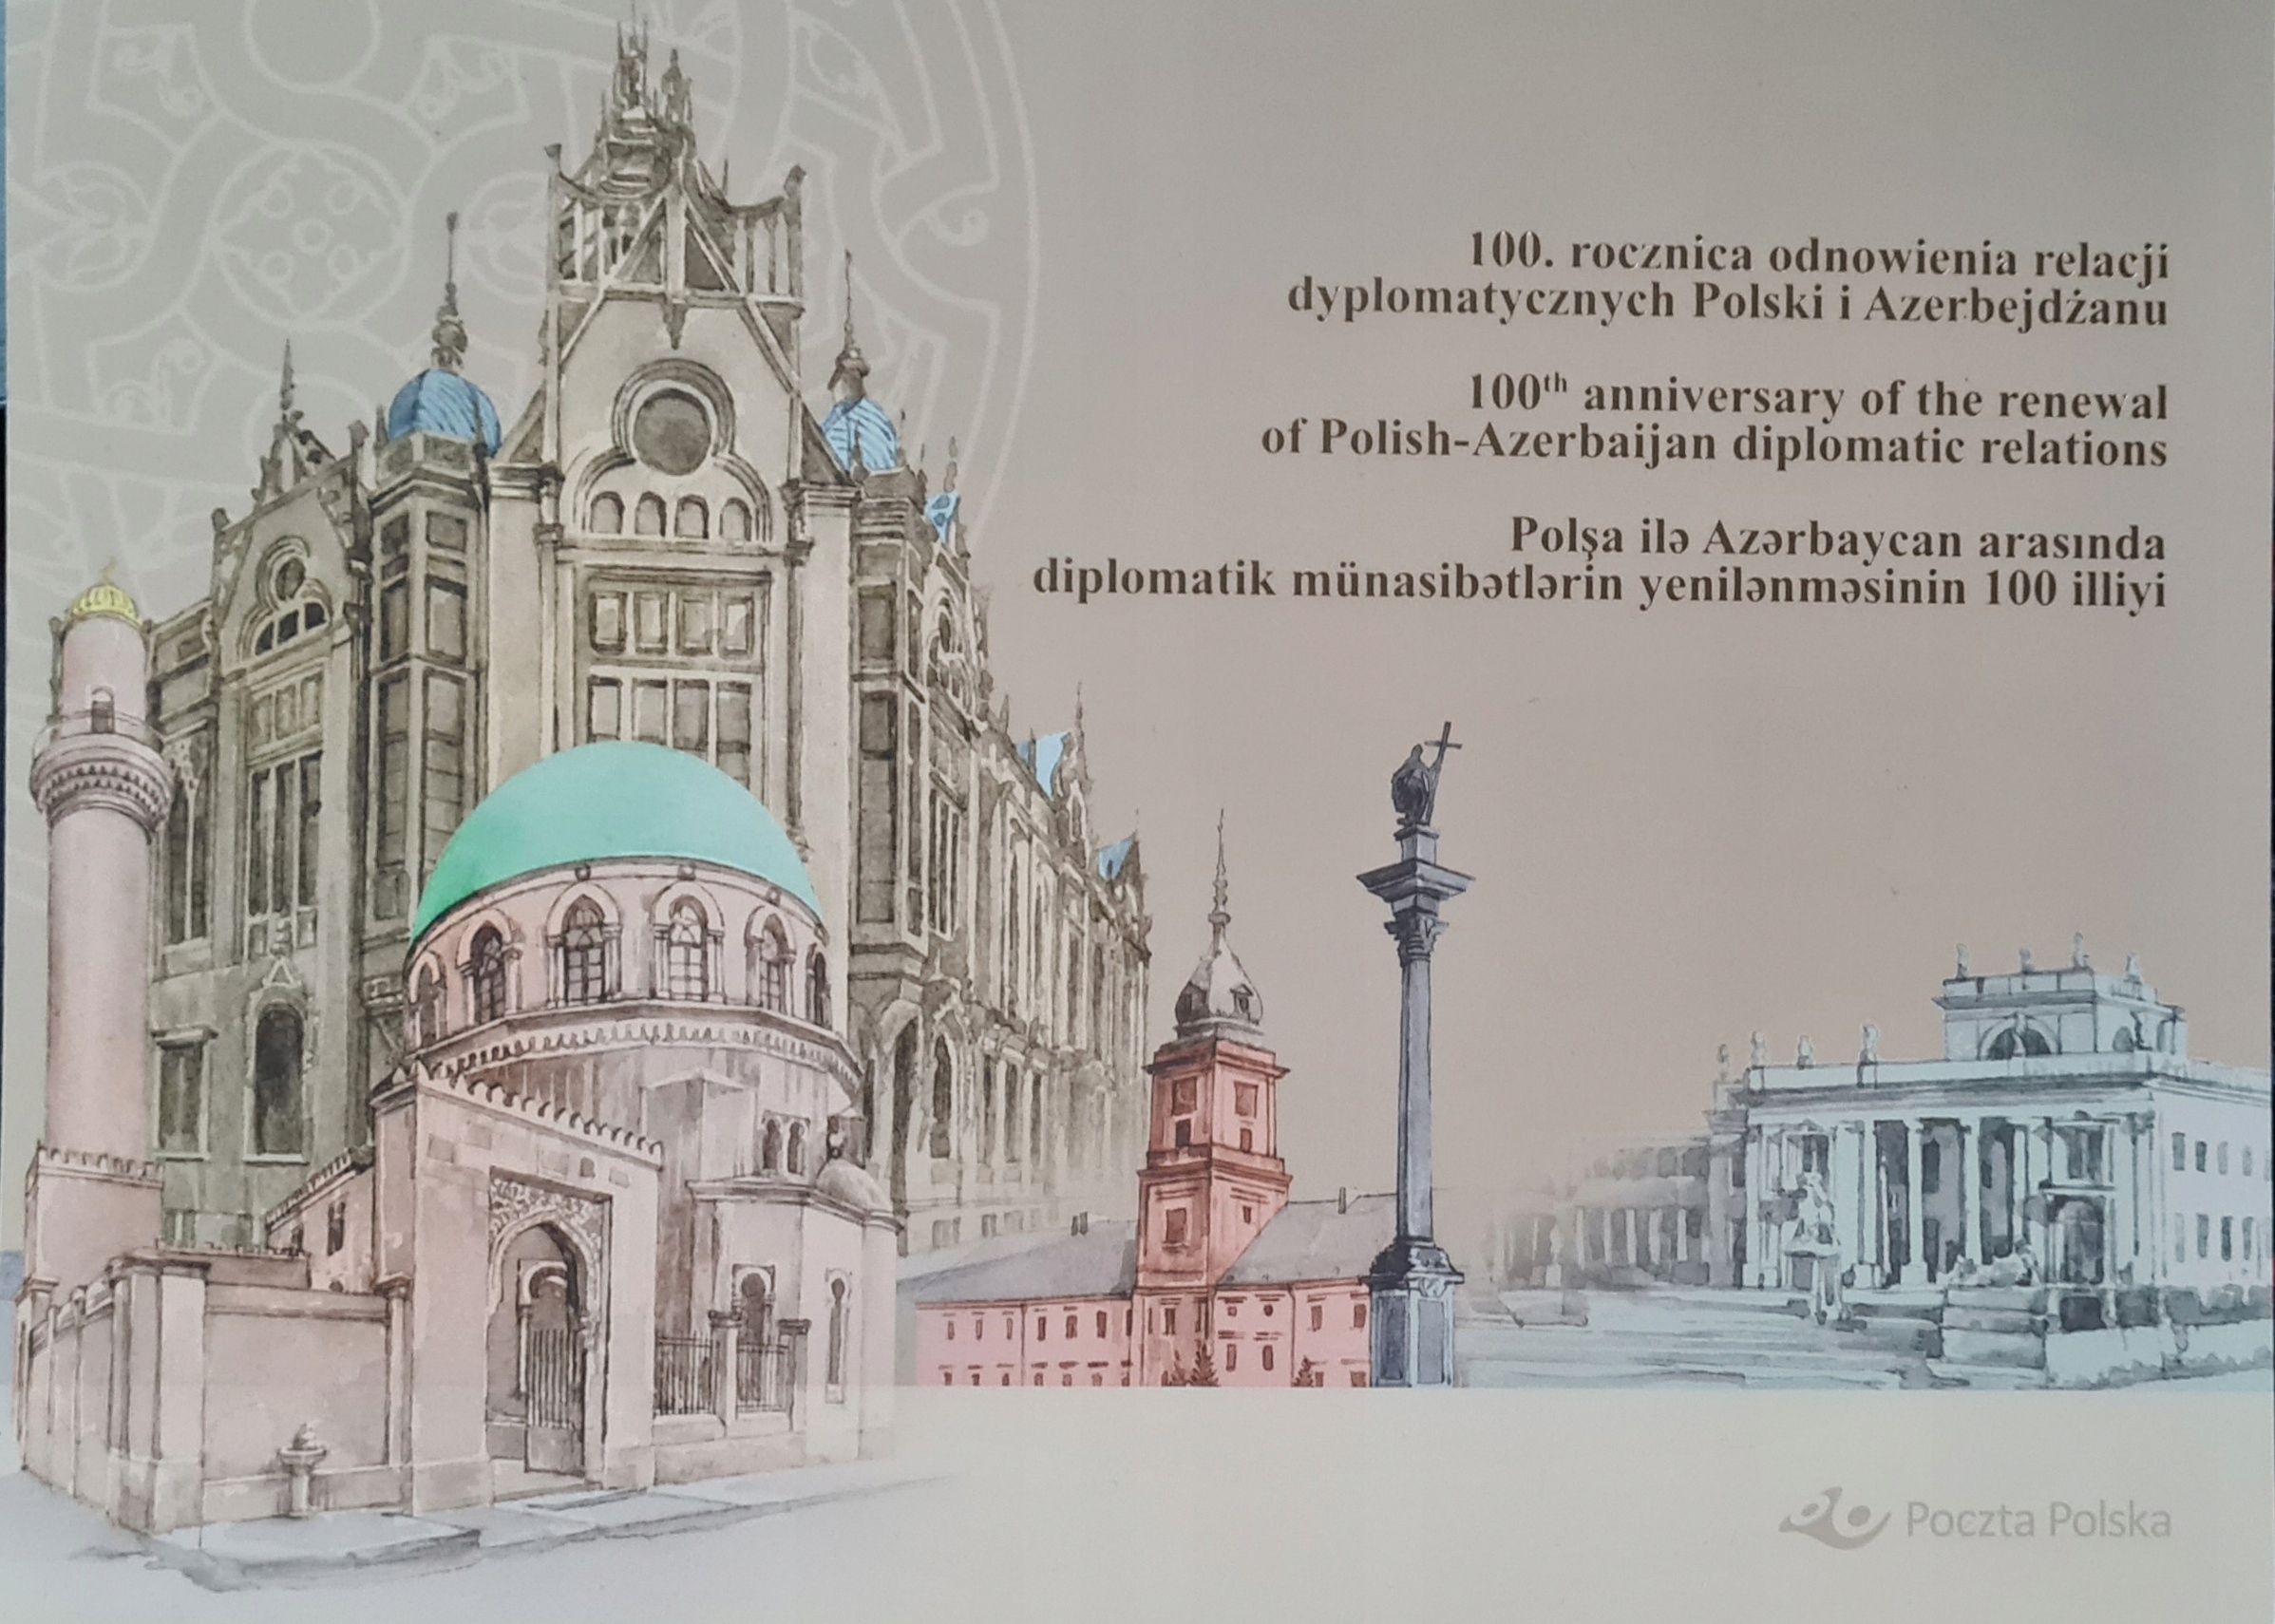 100. rocznica odnowienia relacji
dyplomatycznych Polski i Azerbejdżanu
100th anniversary of the renewal
of Polish-Azerbaijan diplomatic relations
Polşa ilə Azərbaycan arasında
diplomatik münasibətlərin yenilənməsinin 100 illiyi
Poczta Polska